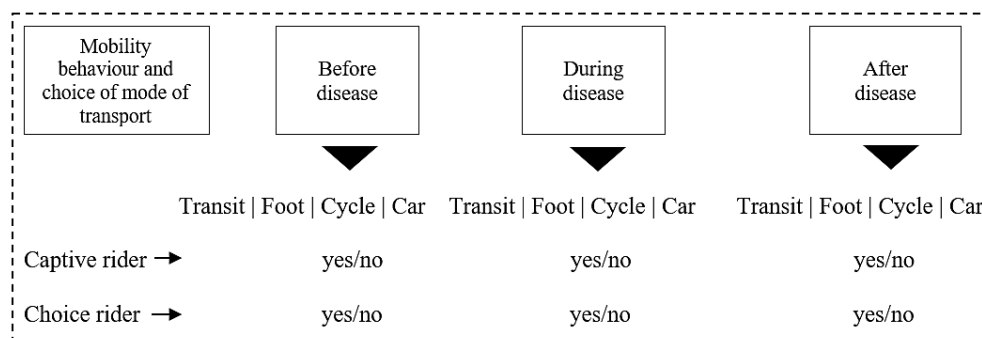 Mobility
behaviour and
choice of mode of
transport
Before
disease
During
disease
After
disease
Transit | Foot | Cycle | Car
Transit | Foot | Cycle | Car
Transit | Foot | Cycle | Car
Captive rider
yes/no
yes/no
yes/no
Choice rider
yes/no
yes/no
yes/no